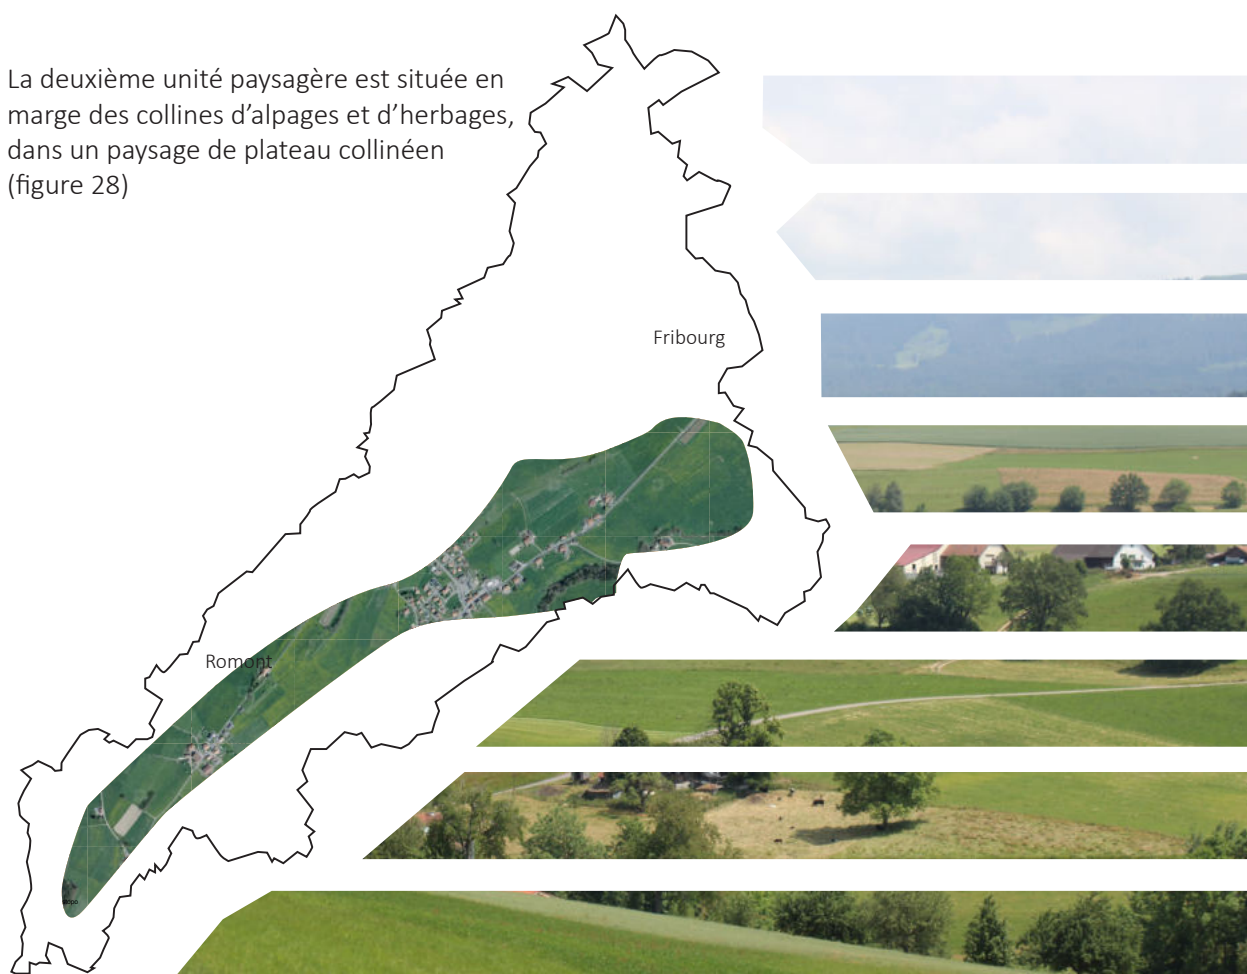 La deuxième unité paysagère est située en
marge des collines d’alpages et d’herbages,
dans un paysage de plateau collinéen
(figure 28)
Fribourg
Romont